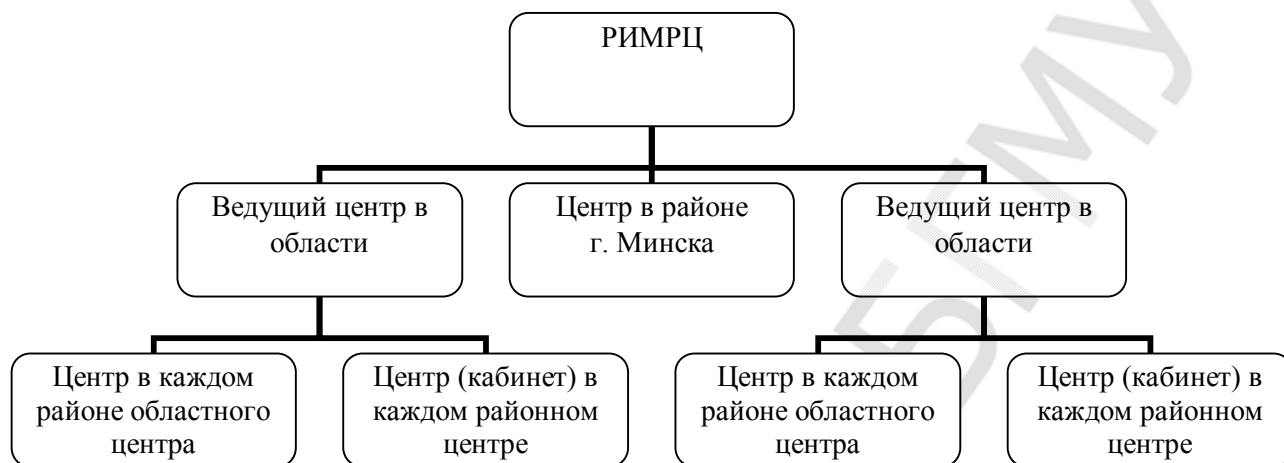 РИМРЦ
Ведущий центр в
области
Центр в районе
г. Минска
Ведущий центр в
области
Центр в каждом
районе областного
центра
Центр (кабинет) в
каждом районном
центре
Центр в каждом
районе областного
центра
Центр (кабинет) в
каждом районном
центре
БГМУ